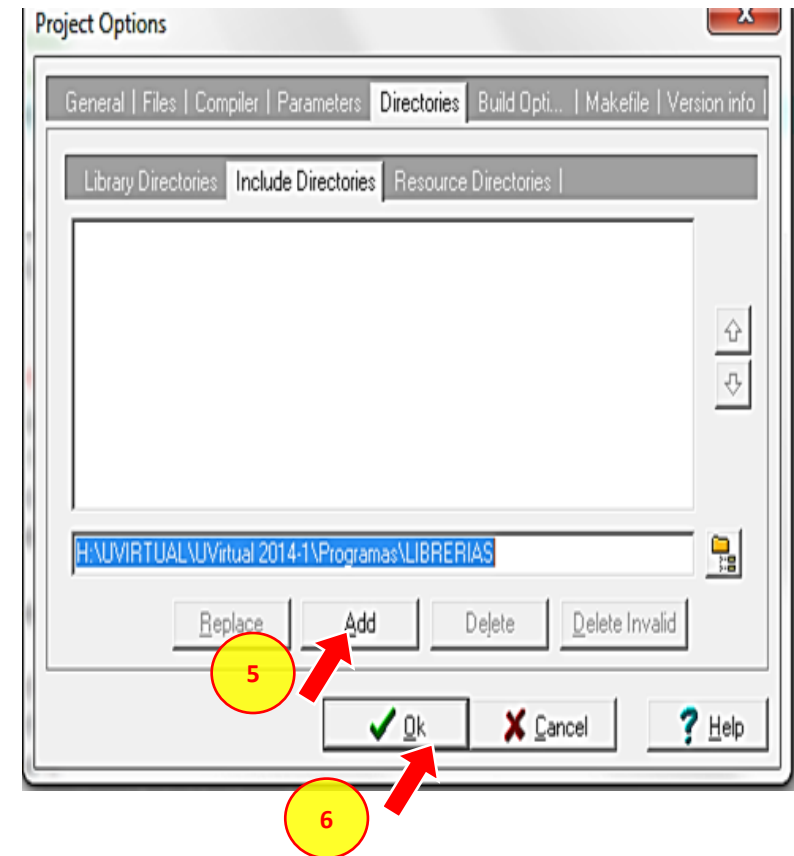 Project Options
X
General | Files | Compiler | Parameters Directories Build Opti... | Makefile | Version info |
Library Directories Include Directories Resource Directories |
H:\UVIRTUAL\UVirtual 2014-1\Programas\LIBRERIAS
Replace Add Delete Delete Invalid
5
Ok Cancel ? Help
6